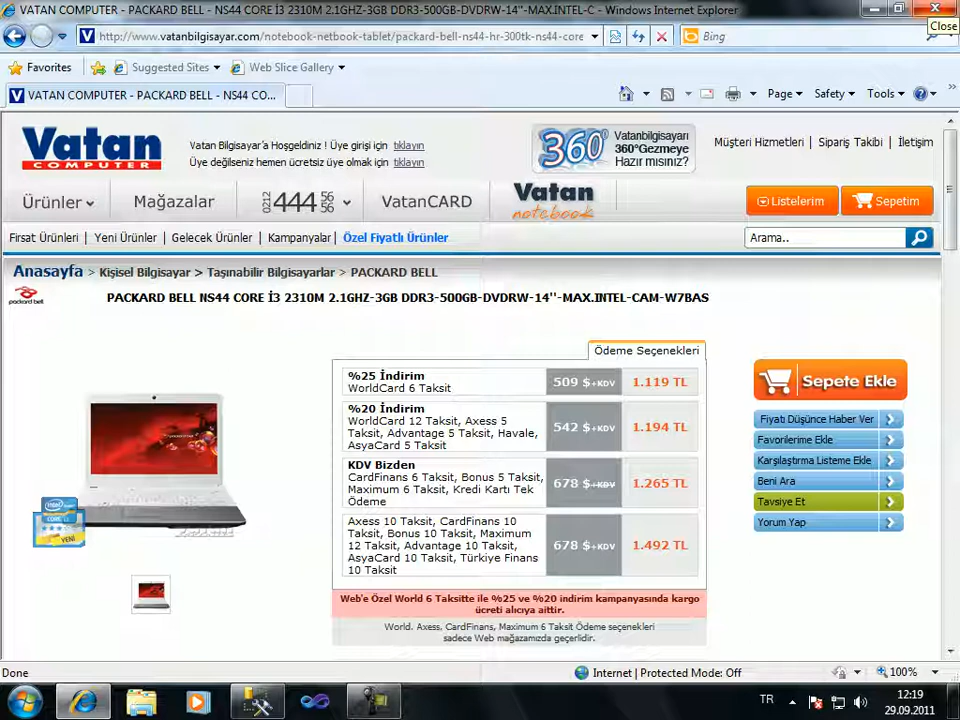 VATAN COMPUTER - PACKARD BELL - NS44 CORE İ3 2310M 2.1GHZ-3GB DDR3-500GB-DVDRW-14''-MAX.INTEL-C - Windows Internet Explorer
Close
V http://www.vatanbilgisayar.com/notebook-netbook-tablet/packard-bell-ns44-hr-300tk-ns44-core
Bing
Favorites
Suggested Sites
Web Slice Gallery
V VATAN COMPUTER - PACKARD BELL - NS44 CO...
Page
Safety
Tools
Vatan
COMPUTER
Vatan Bilgisayar'a Hoşgeldiniz ! Üye girişi için tıklayın
Üye değilseniz hemen ücretsiz üye olmak için tıklayın
360°
Vatanbilgisayarı
360°Gezmeye
Hazır mısınız?
Müşteri Hizmetleri | Sipariş Takibi | İletişim
Ürünler
Mağazalar
0212 444 56 56
VatanCARD
Vatan
notebook
Listelerim
Sepetim
Fırsat Ürünleri | Yeni Ürünler | Gelecek Ürünler | Kampanyalar | Özel Fiyatlı Ürünler
Arama..
Anasayfa > Kişisel Bilgisayar > Taşınabilir Bilgisayarlar > PACKARD BELL
packard bell
PACKARD BELL NS44 CORE İ3 2310M 2.1GHZ-3GB DDR3-500GB-DVDRW-14''-MAX.INTEL-CAM-W7BAS
Ödeme Seçenekleri
%25 İndirim
WorldCard 6 Taksit
509 $+KDV
1.119 TL
%20 İndirim
WorldCard 12 Taksit, Axess 5
Taksit, Advantage 5 Taksit, Havale,
AsyaCard 5 Taksit
542 $+KDV
1.194 TL
KDV Bizden
CardFinans 6 Taksit, Bonus 5 Taksit,
Maximum 6 Taksit, Kredi Kartı Tek
Ödeme
678 $+KDV
1.265 TL
Axess 10 Taksit, CardFinans 10
Taksit, Bonus 10 Taksit, Maximum
12 Taksit, Advantage 10 Taksit,
AsyaCard 10 Taksit, Türkiye Finans
10 Taksit
678 $+KDV
1.492 TL
Web'e Özel World 6 Taksitte ile %25 ve %20 indirim kampanyasında kargo
ücreti alıcıya aittir.
World, Axess, CardFinans, Maximum 6 Taksit Ödeme seçenekleri
sadece Web mağazamızda geçerlidir.
Sepete Ekle
Fiyatı Düşünce Haber Ver
Favorilerime Ekle
Karşılaştırma Listeme Ekle
Beni Ara
Tavsiye Et
Yorum Yap
intel
CORE i3
YENİ
Done
Internet | Protected Mode: Off
100%
TR
12:19
29.09.2011